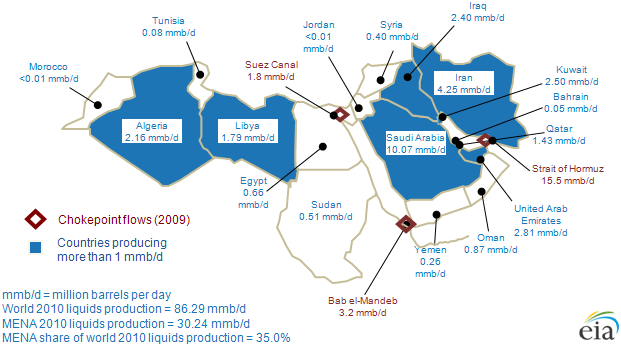 Tunisia
0.08 mmb/d
Morocco
<0.01 mmb/d
Suez Canal
1.8 mmb/d
Jordan
<0.01
mmb/d
Syria
0.40 mmb/d
Iraq
2.40 mmb/d
Iran
4.25 mmb/d
Kuwait
2.50 mmb/d
Bahrain
0.05 mmb/d
Qatar
1.43 mmb/d
Strait of Hormuz
15.5 mmb/d
Algeria
2.16 mmb/d
Libya
1.79 mmb/d
Saudi Arabia
10.07 mmb/d
Egypt
0.66
mmb/d
Sudan
0.51 mmb/d
United Arab
Emirates
2.81 mmb/d
Oman
0.87 mmb/d
Yemen
0.26
mmb/d
Bab el-Mandeb
3.2 mmb/d
Chokepoint flows (2009)
Countries producing
more than 1 mmb/d
mmb/d = million barrels per day
World 2010 liquids production = 86.29 mmb/d
MENA 2010 liquids production = 30.24 mmb/d
MENA share of world 2010 liquids production = 35.0%
eia